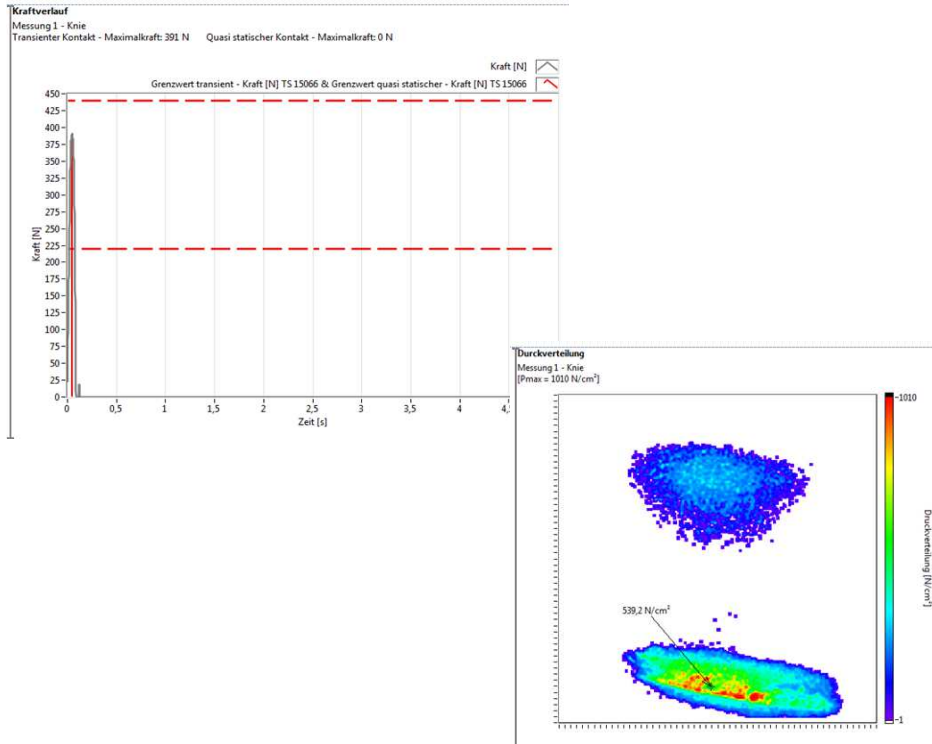 Kraftverlauf
Messung 1 - Knie
Transienter Kontakt - Maximalkraft: 391 N Quasi statischer Kontakt - Maximalkraft: 0 N
Kraft [N]
Grenzwert transient - Kraft [N] TS 15066 & Grenzwert quasi statischer - Kraft [N] TS 15066
450
425
400
375
350
325
300
275
250
225
200
175
150
125
100
75
50
25
0
Kraft [N]
0 0,5 1 1,5 2 2,5 3 3,5 4 4,
Zeit [s]
Durckverteilung
Messung 1 - Knie
[Pmax = 1010 N/cm²]
1010
539,2 N/cm²
Druckverteilung [N/cm²]
1